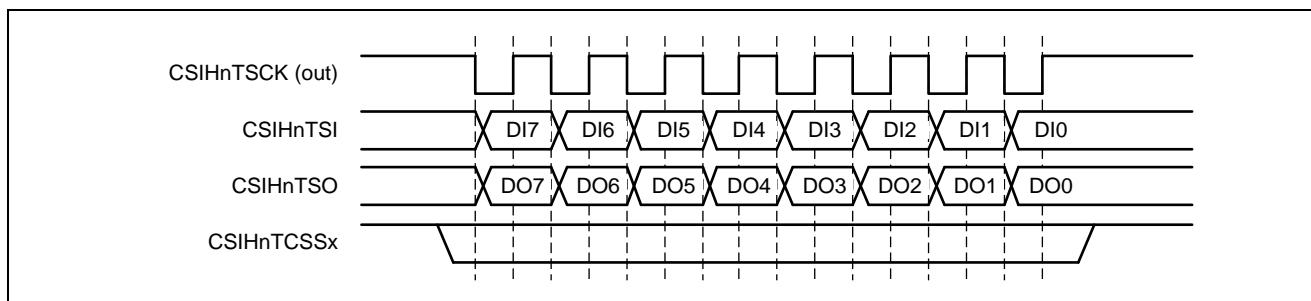 CSIHnTSCK (out)
CSIHnTSI DI7 DI6 DI5 DI4 DI3 DI2 DI1 DI0
CSIHnTSO DO7 DO6 DO5 DO4 DO3 DO2 DO1 DO0
CSIHnTCSSx